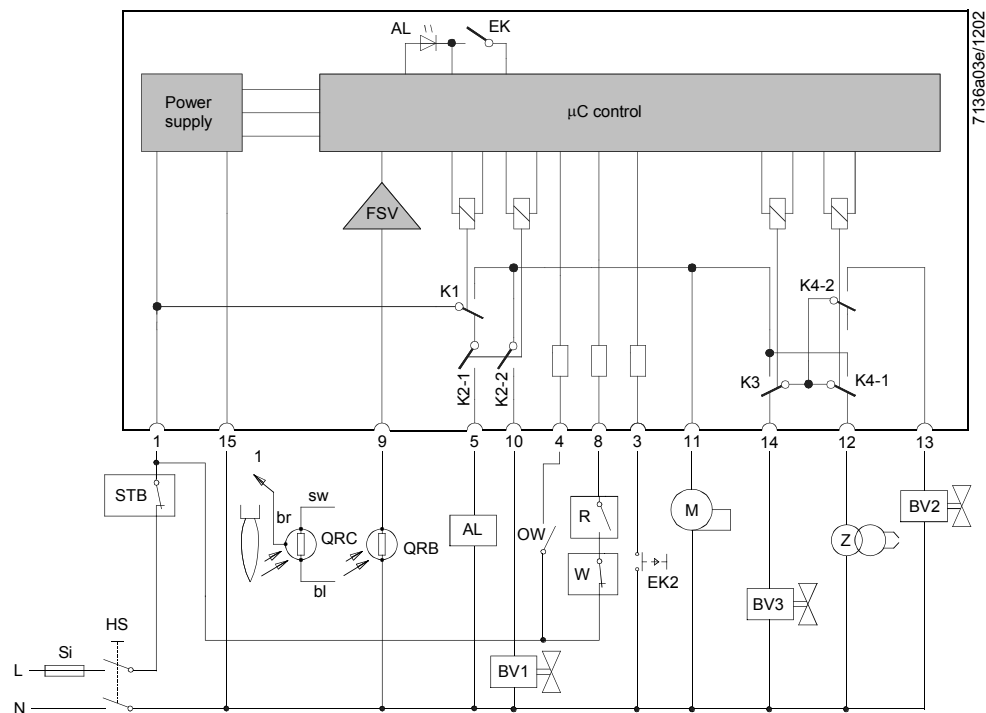 AL
EK
7136a03e/1202
Power
supply
µC control
FSV
K1
K2-1
K2-2
K4-2
K3
K4-1
1
15
9
5
10
4
8
3
11
14
12
13
STB
1
br
sw
QRC
bl
QRB
AL
OW
R
W
EK2
M
Z
BV2
BV3
BV1
HS
Si
L
N